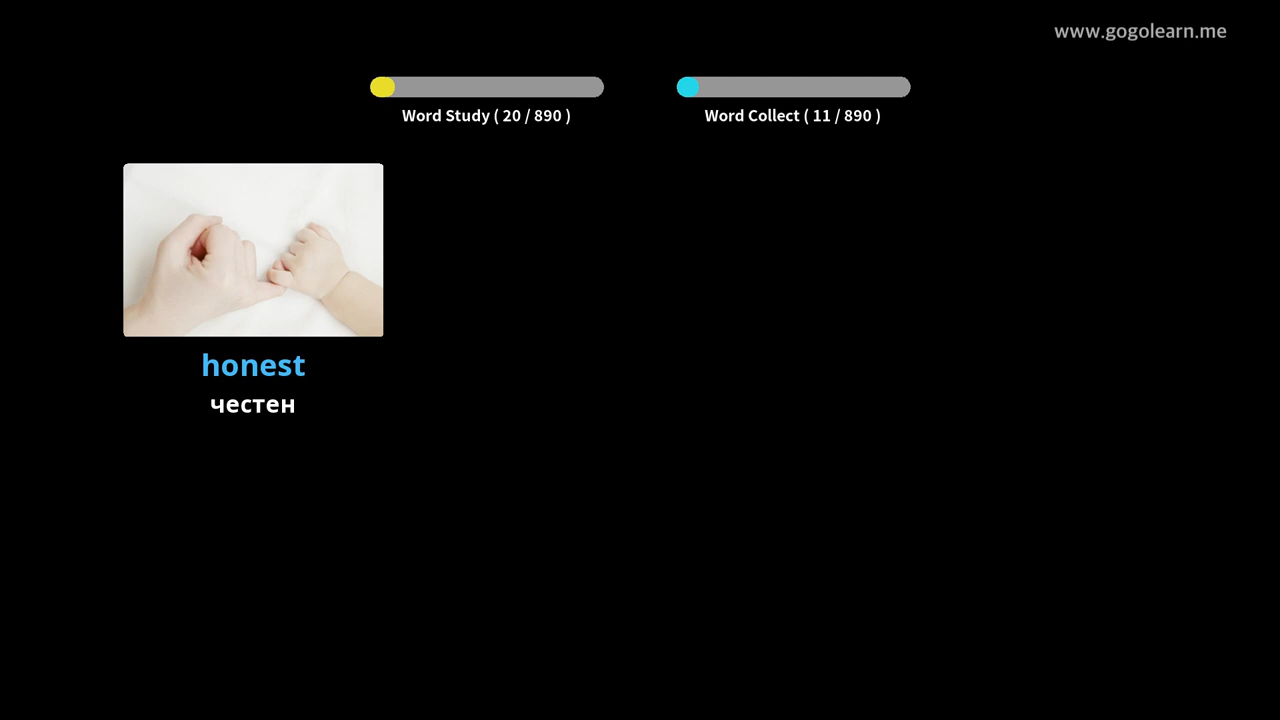 www.gogolearn.me
Word Study ( 20 / 890 )
Word Collect ( 11 / 890 )
honest
честен